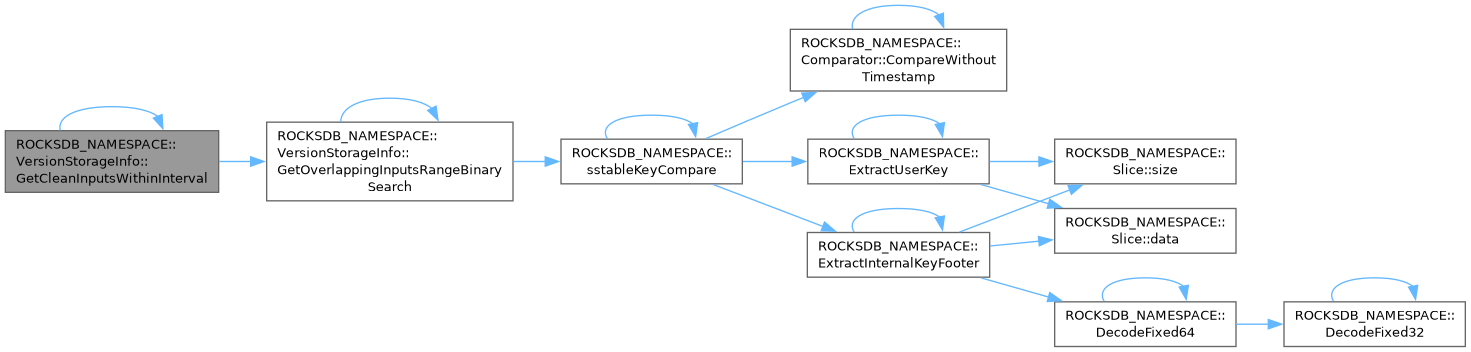 ROCKSDB_NAMESPACE::
VersionStorageInfo::
GetCleanInputsWithinInterval
ROCKSDB_NAMESPACE::
VersionStorageInfo::
GetOverlappingInputsRangeBinary
Search
ROCKSDB_NAMESPACE::
sstableKeyCompare
ROCKSDB_NAMESPACE::
Comparator::CompareWithout
Timestamp
ROCKSDB_NAMESPACE::
ExtractUserKey
ROCKSDB_NAMESPACE::
ExtractInternalKeyFooter
ROCKSDB_NAMESPACE::
Slice::size
ROCKSDB_NAMESPACE::
Slice::data
ROCKSDB_NAMESPACE::
DecodeFixed64
ROCKSDB_NAMESPACE::
DecodeFixed32